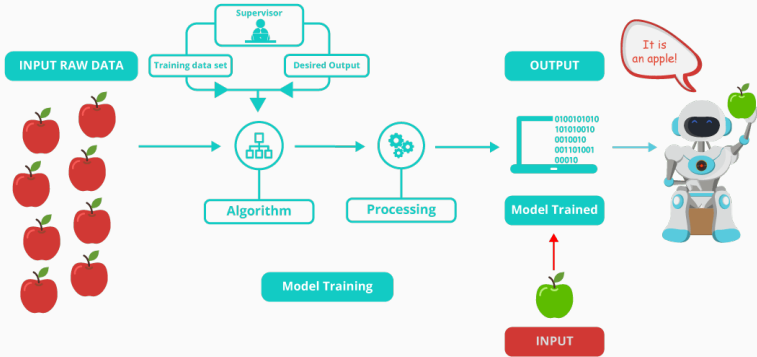 Supervisor
INPUT RAW DATA
Training data set
Desired Output
OUTPUT
It is
an apple!
0100101010
101010010
0010010
001101001
00010
Algorithm
Processing
Model Trained
Model Training
INPUT